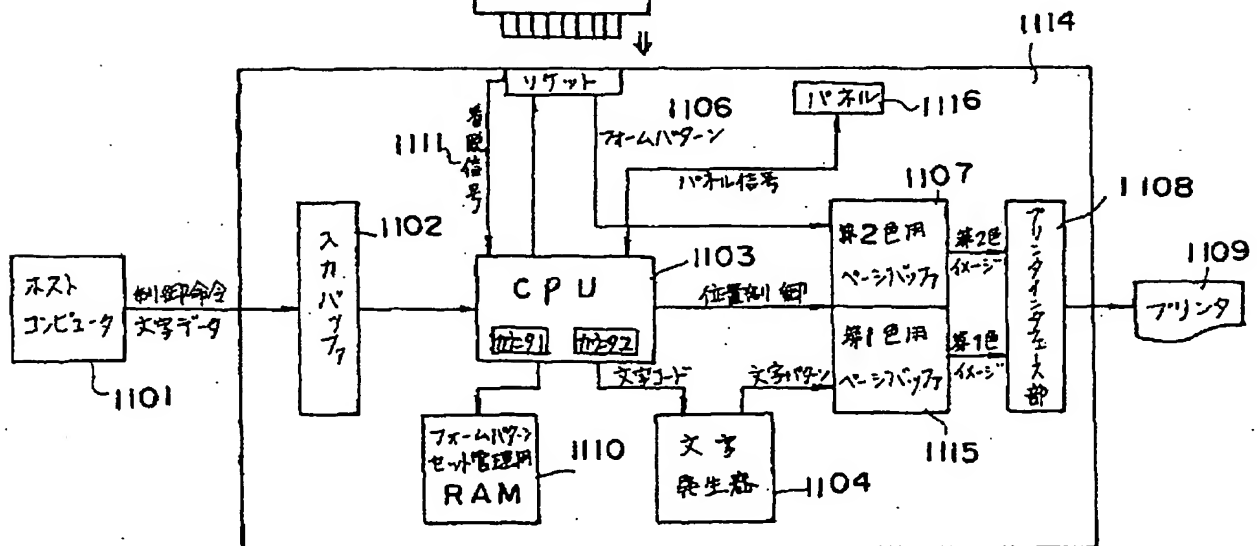 1114
ソケット
パネル
1116
1106
フォームパターン
1111
着脱信号
パネル信号
1107
1108
1102
入力バッファ
1103
CPU
カウンタ1
カウンタ2
第2色用
ページバッファ
第2色
イメージ
プリンタインタフェース部
1109
プリンタ
ホスト
コンピュータ
制御命令
文字データ
位置制御
第1色用
ページバッファ
第1色
イメージ
1101
文字コード
文字パターン
1115
フォームパターン
セット管理用
RAM
1110
文字
発生器
1104